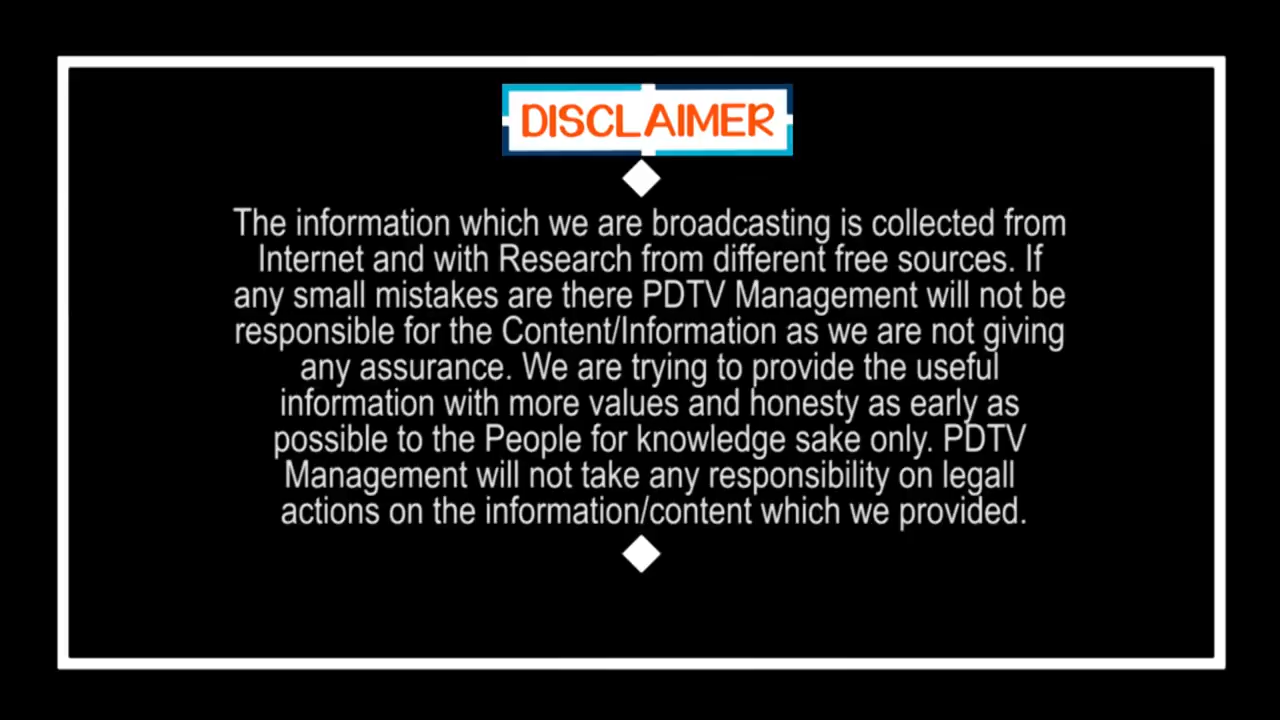 DISCLAIMER
The information which we are broadcasting is collected from
Internet and with Research from different free sources. If
any small mistakes are there PDTV Management will not be
responsible for the Content/Information as we are not giving
any assurance. We are trying to provide the useful
information with more values and honesty as early as
possible to the People for knowledge sake only. PDTV
Management will not take any responsibility on legall
actions on the information/content which we provided.